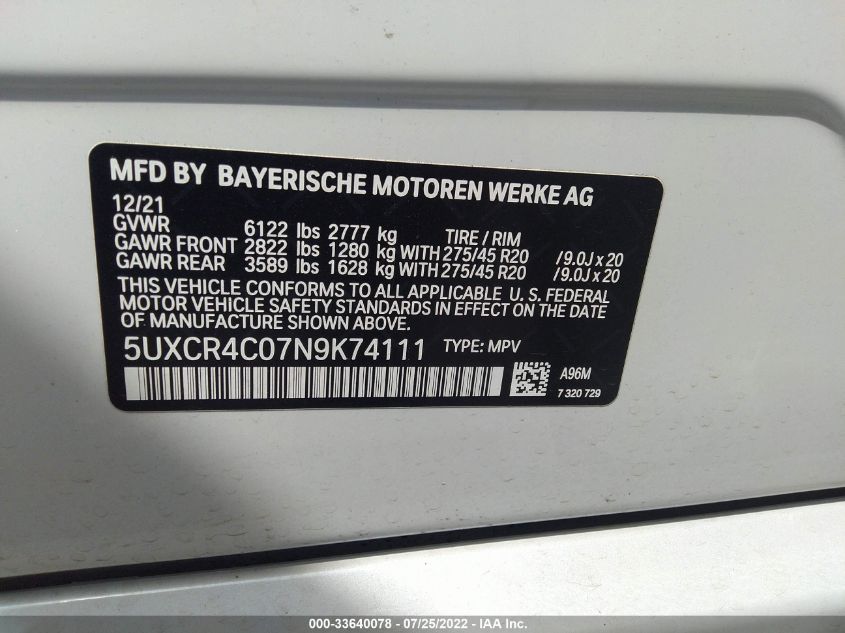 MFD BY BAYERISCHE MOTOREN WERKE AG
12/21
GVWR 6122 lbs 2777 kg TIRE / RIM
GAWR FRONT 2822 lbs 1280 kg WITH 275/45 R20 /9.0J x 20
GAWR REAR 3589 lbs 1628 kg WITH 275/45 R20 /9.0J x 20
THIS VEHICLE CONFORMS TO ALL APPLICABLE U. S. FEDERAL
MOTOR VEHICLE SAFETY STANDARDS IN EFFECT ON THE DATE
OF MANUFACTURE SHOWN ABOVE.
5UXCR4C07N9K74111 TYPE: MPV
A96M
7 320 729
000-33640078 - 07/25/2022 - IAA Inc.